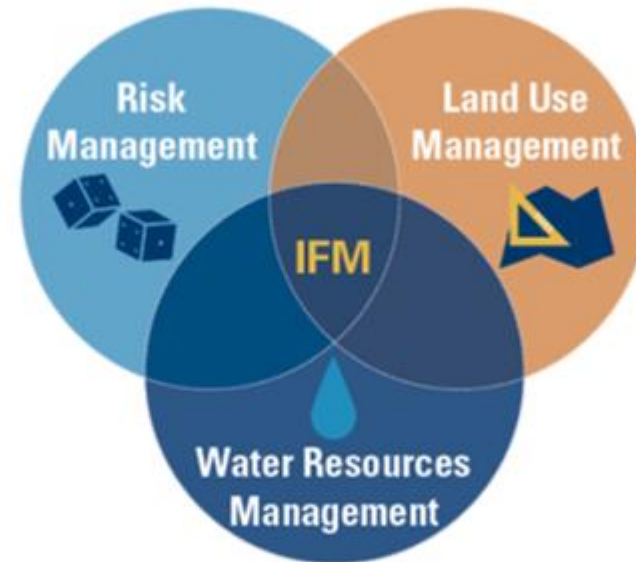 Risk
Management
Land Use
Management
IFM
Water Resources
Management